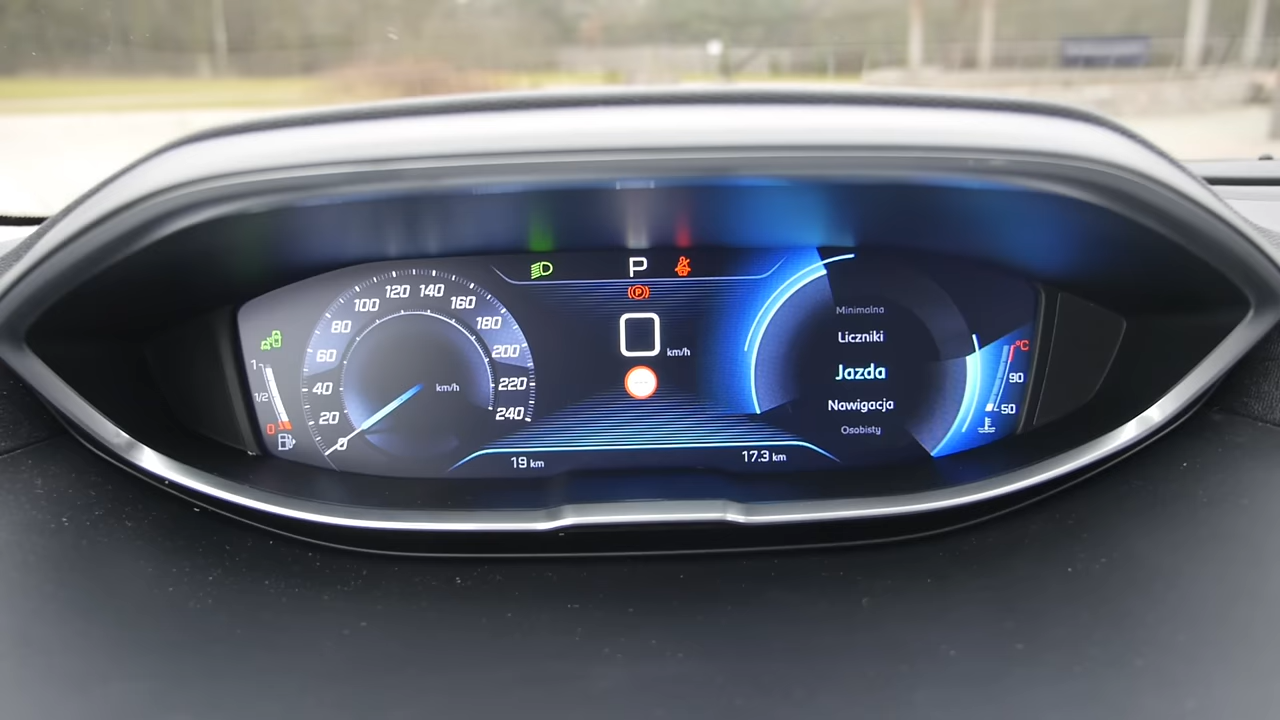 P
(P)
0
km/h
1
1/2
0
0
20
40
60
80
100
120
140
160
180
200
220
240
km/h
Minimalna
Liczniki
Jazda
Nawigacja
Osobisty
°C
90
50
19 km
17.3 km